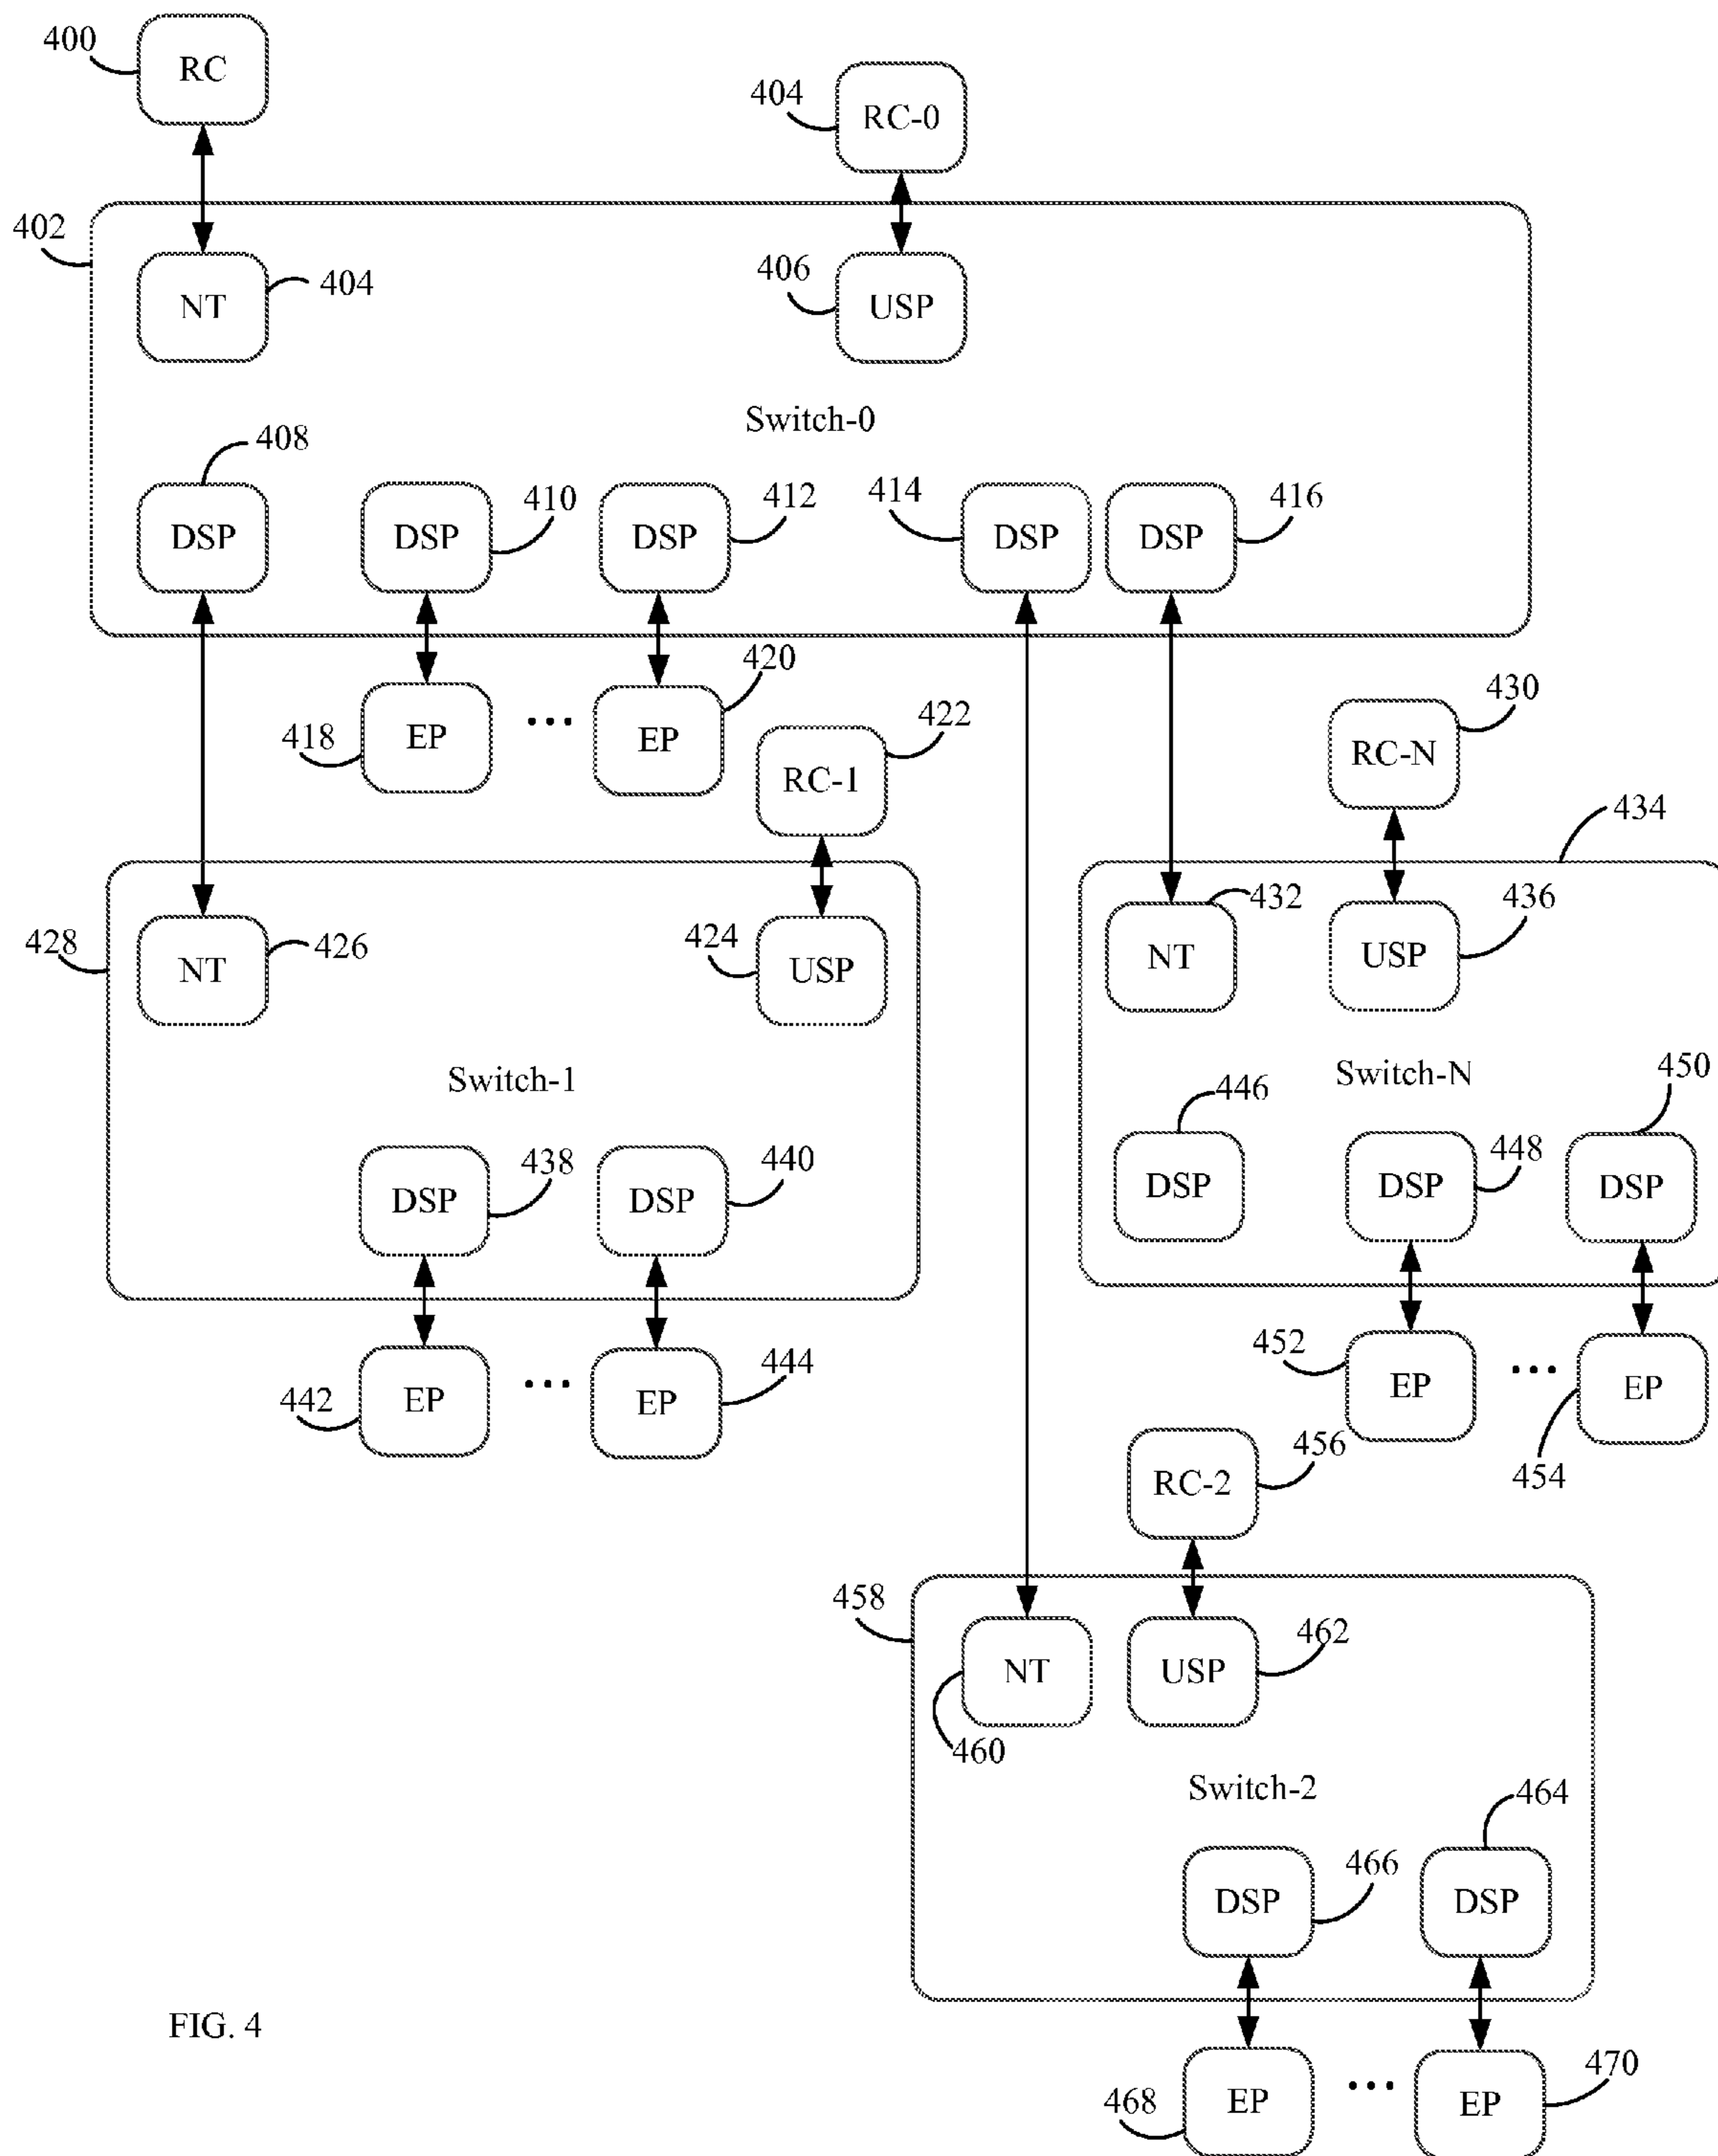 400
RC
404
RC-0
402
NT
404
406
USP
Switch-0
408
DSP
410
DSP
412
DSP
414
DSP
416
DSP
418
EP
...
420
EP
422
RC-1
430
RC-N
434
428
NT
426
424
USP
432
NT
436
USP
Switch-1
Switch-N
438
DSP
440
DSP
446
DSP
448
DSP
450
DSP
442
EP
...
444
EP
452
EP
...
454
EP
456
RC-2
458
NT
460
462
USP
Switch-2
466
DSP
464
DSP
FIG. 4
468
EP
...
470
EP